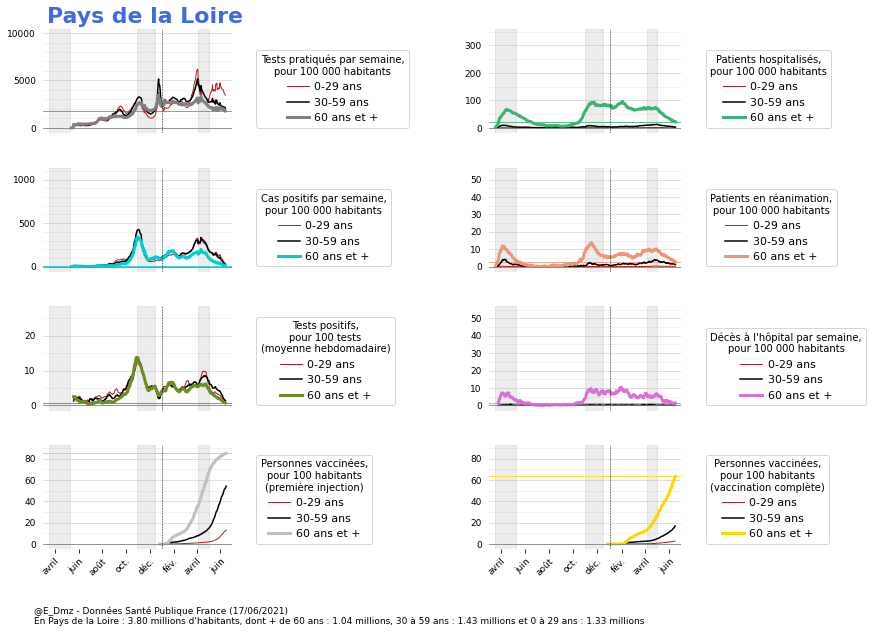 Pays de la Loire
10000
5000
0
Tests pratiqués par semaine,
pour 100 000 habitants
0-29 ans
30-59 ans
60 ans et +
300
200
100
0
Patients hospitalisés,
pour 100 000 habitants
0-29 ans
30-59 ans
60 ans et +
1000
500
0
Cas positifs par semaine,
pour 100 000 habitants
0-29 ans
30-59 ans
60 ans et +
50
40
30
20
10
0
Patients en réanimation,
pour 100 000 habitants
0-29 ans
30-59 ans
60 ans et +
20
10
0
Tests positifs,
pour 100 tests
(moyenne hebdomadaire)
0-29 ans
30-59 ans
60 ans et +
50
40
30
20
10
0
Décès à l'hôpital par semaine,
pour 100 000 habitants
0-29 ans
30-59 ans
60 ans et +
80
60
40
20
0
avril
juin
août
oct.
déc.
fév.
avril
juin
Personnes vaccinées,
pour 100 habitants
(première injection)
0-29 ans
30-59 ans
60 ans et +
80
60
40
20
0
avril
juin
août
oct.
déc.
fév.
avril
juin
Personnes vaccinées,
pour 100 habitants
(vaccination complète)
0-29 ans
30-59 ans
60 ans et +
@E_Dmz - Données Santé Publique France (17/06/2021)
En Pays de la Loire : 3.80 millions d'habitants, dont + de 60 ans : 1.04 millions, 30 à 59 ans : 1.43 millions et 0 à 29 ans : 1.33 millions